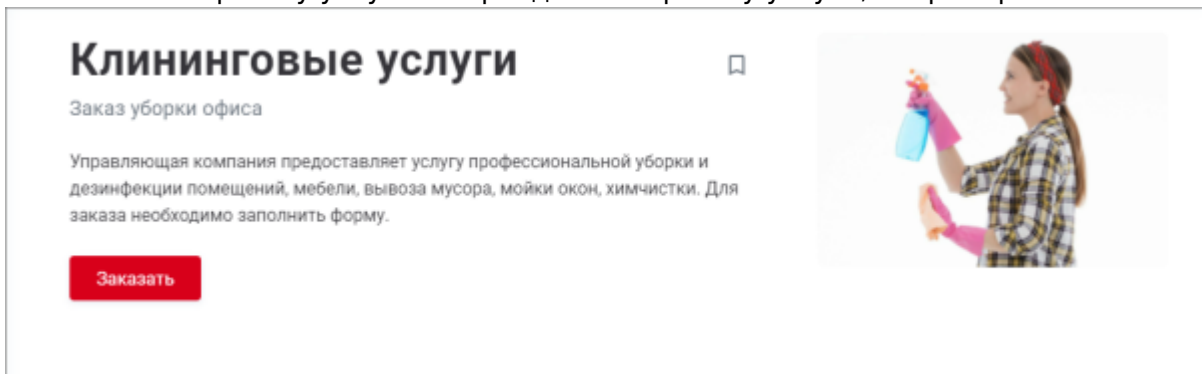 Клининговые услуги
Заказ уборки офиса
Управляющая компания предоставляет услугу профессиональной уборки и
дезинфекции помещений, мебели, вывоза мусора, мойки окон, химчистки. Для
заказа необходимо заполнить форму.
Заказать